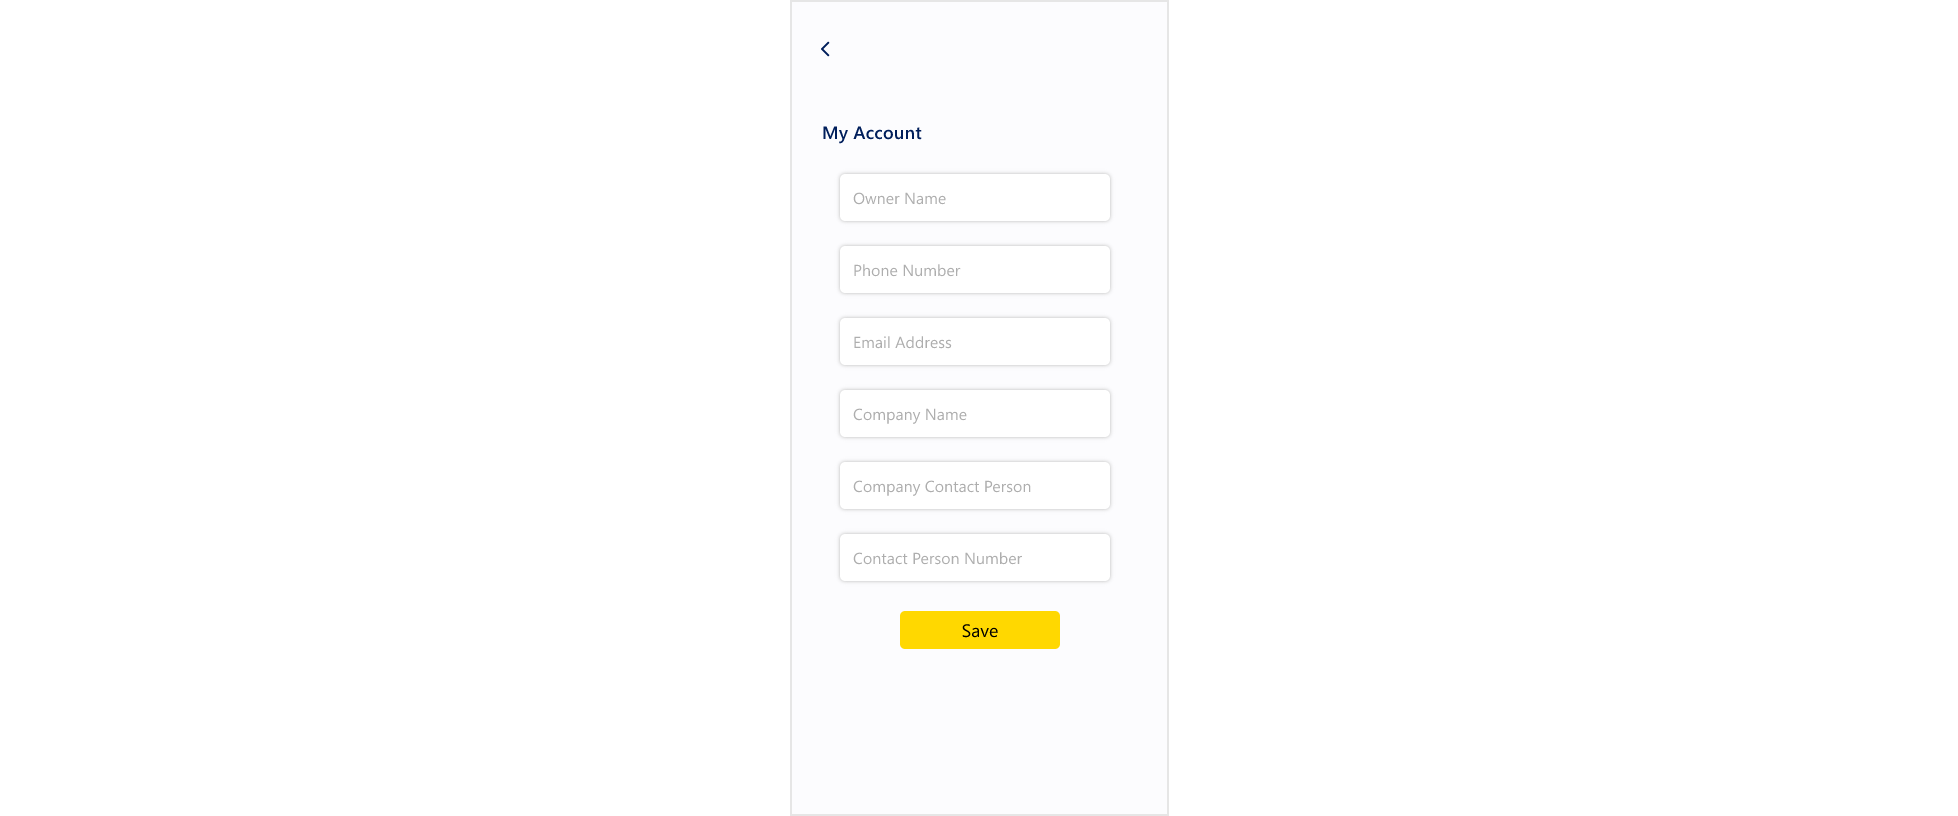 My Account
Owner Name
Phone Number
Email Address
Company Name
Company Contact Person
Contact Person Number
Save